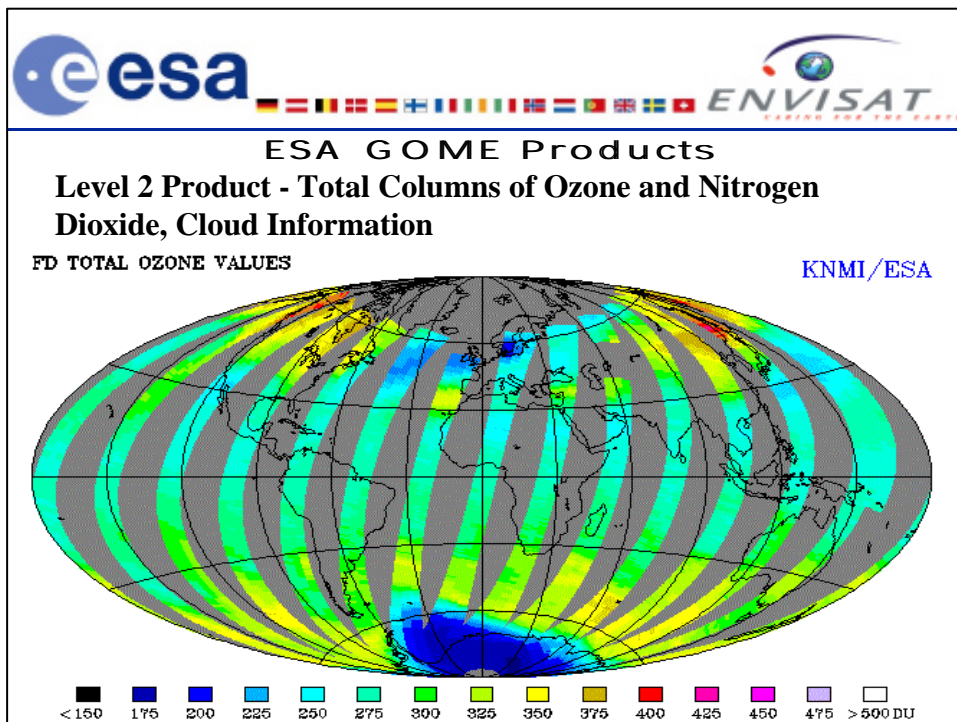 esa
ENVISAT
CARING FOR THE EARTH
ESA GOME Products
Level 2 Product - Total Columns of Ozone and Nitrogen
Dioxide, Cloud Information
FD TOTAL OZONE VALUES
KNMI/ESA
<150 175 200 225 250 275 300 325 350 375 400 425 450 475 >500 DU